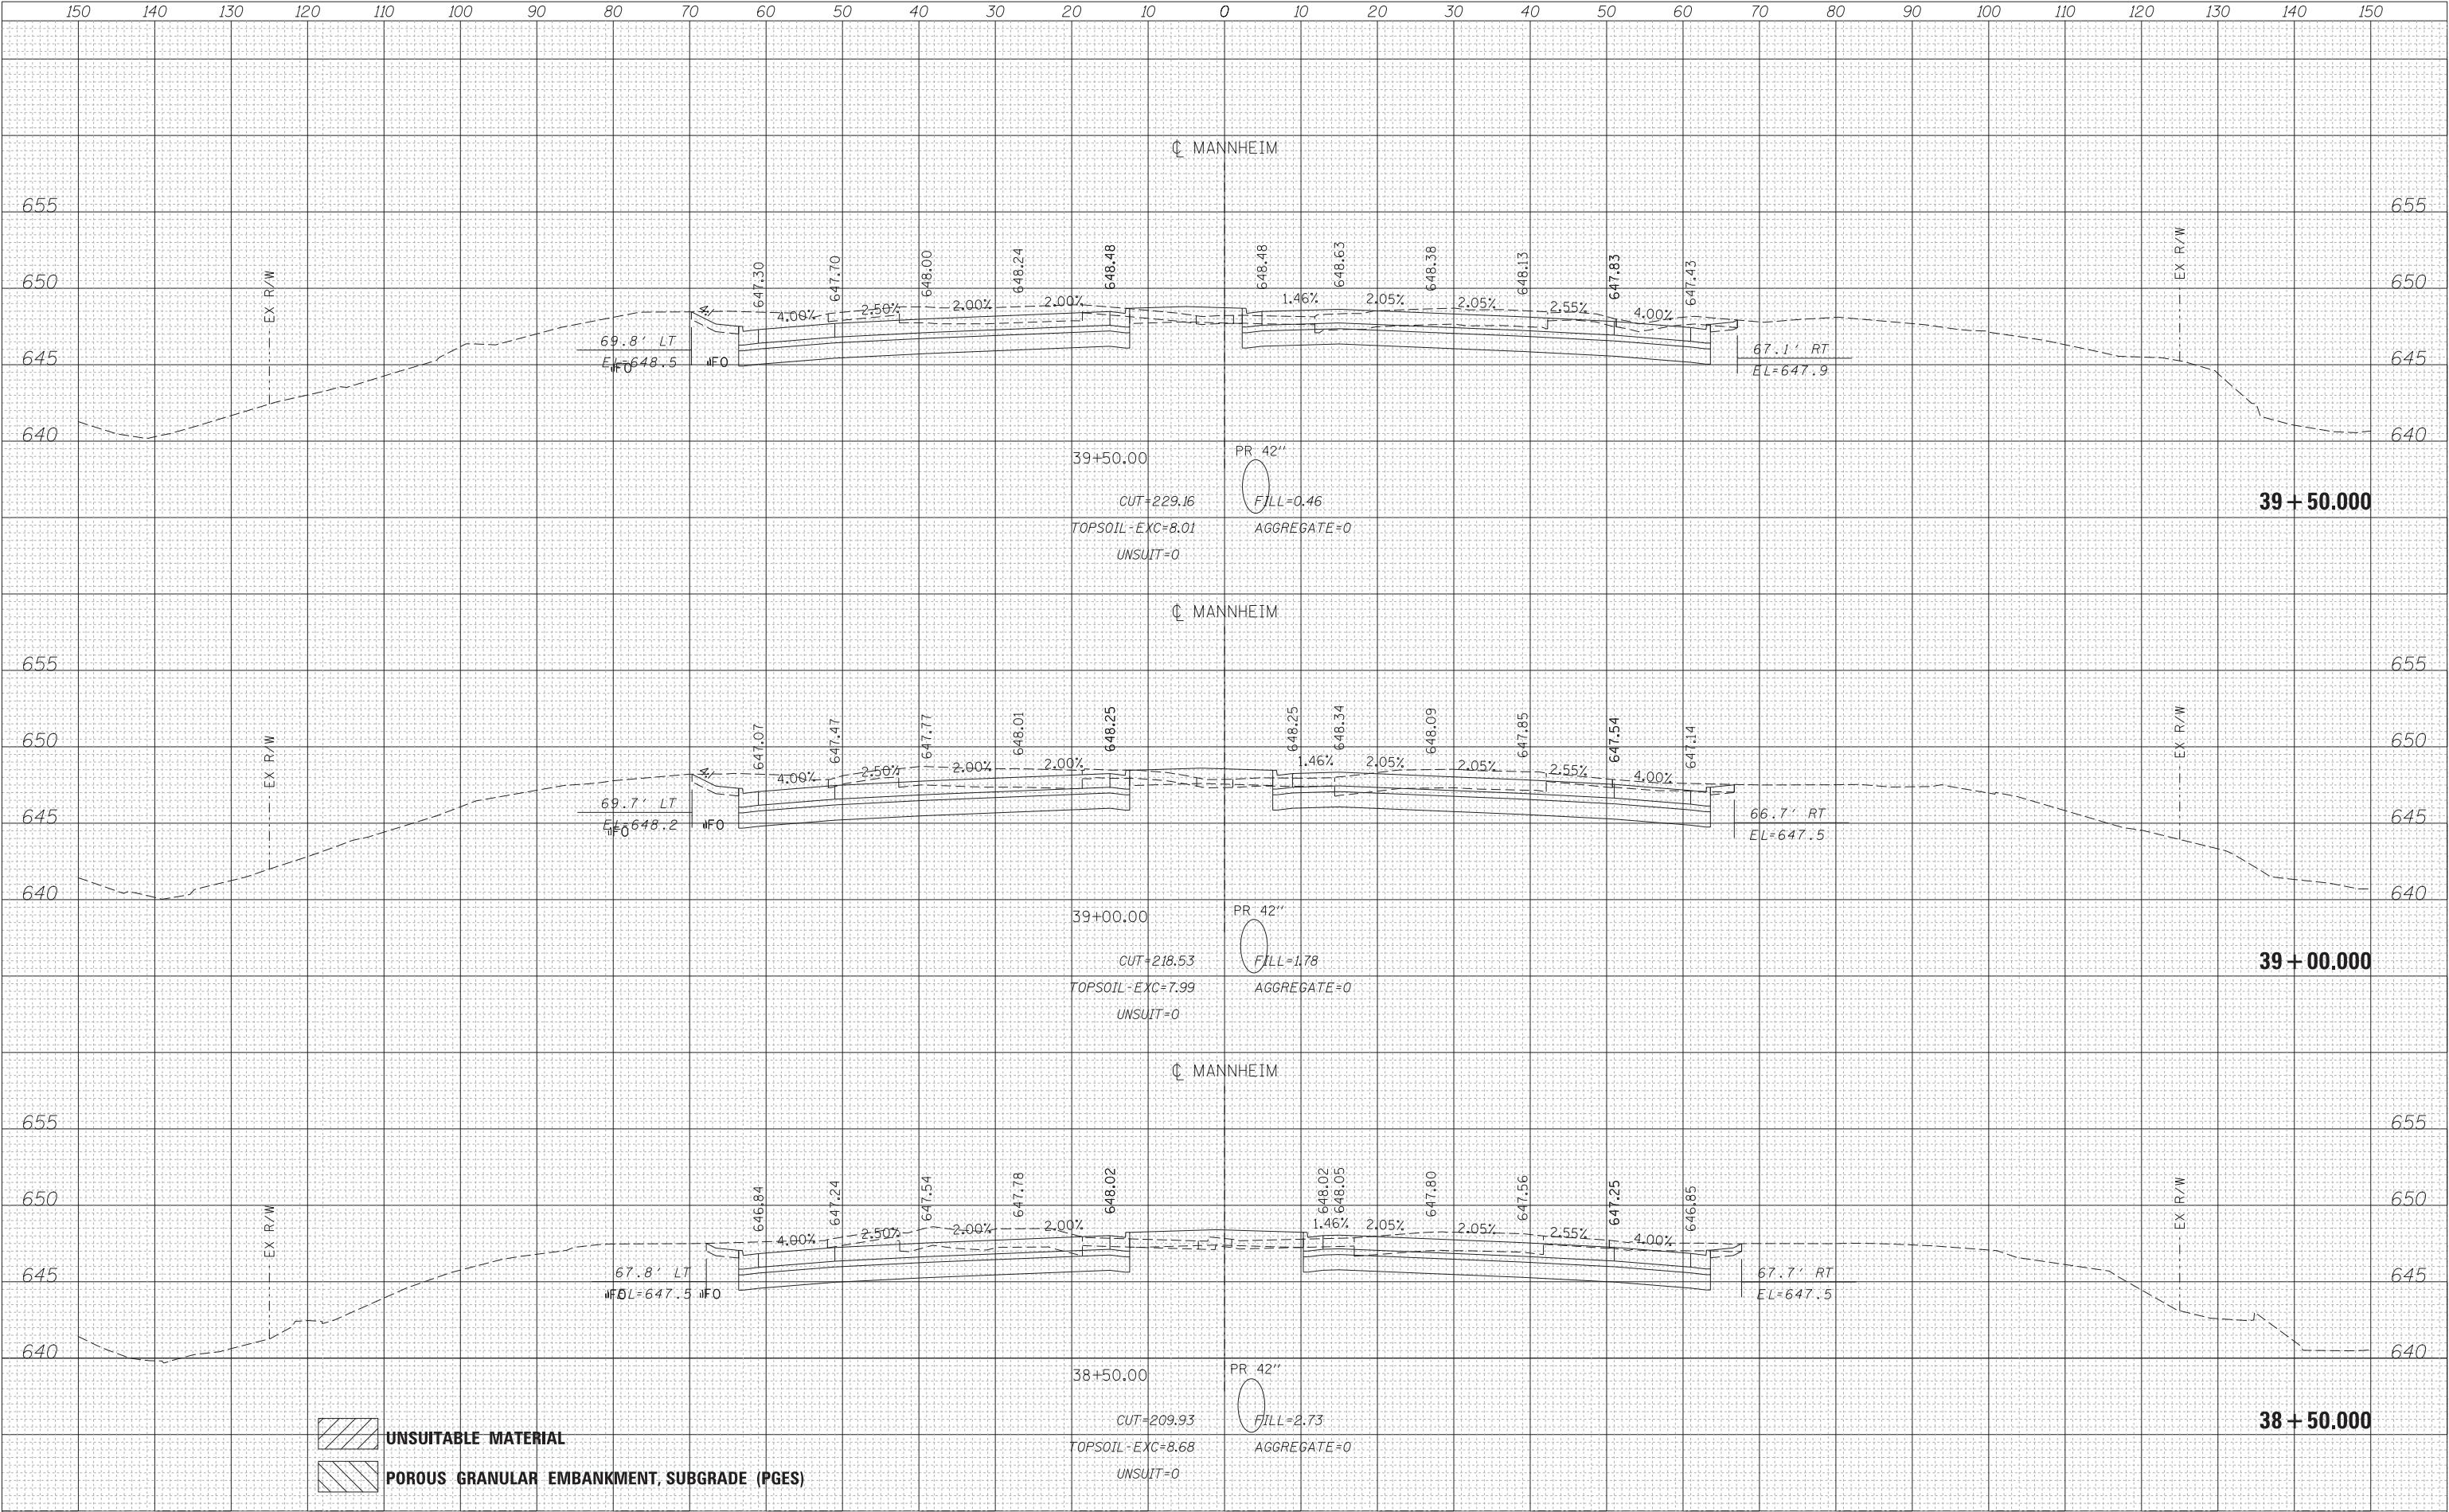 150 140 130 120 110 100 90 80 70 60 50 40 30 20 10 0 10 20 30 40 50 60 70 80 90 100 110 120 130 140 150
℄ MANNHEIM
655 655
EX R/W 647.30 647.70 648.00 648.24 648.48 648.48 648.63 648.38 648.13 647.83 647.43 EX R/W
650 650
4.00% 2.50% 2.00% 2.00% 1.46% 2.05% 2.05% 2.55% 4.00%
69.8' LT
EL=648.5
67.1' RT
EL=647.9
FO FO
645 645
640 640
39+50.00
PR 42"
CUT=229.16 FILL=0.46
TOPSOIL-EXC=8.01 AGGREGATE=0
UNSUIT=0
39+50.000
℄ MANNHEIM
655 655
EX R/W 647.07 647.47 647.77 648.01 648.25 648.25 648.34 648.09 647.85 647.54 647.14 EX R/W
650 650
4.00% 2.50% 2.00% 2.00% 1.46% 2.05% 2.05% 2.55% 4.00%
69.7' LT
EL=648.2
66.7' RT
EL=647.5
FO FO
645 645
640 640
39+00.00
PR 42"
CUT=218.53 FILL=1.78
TOPSOIL-EXC=7.99 AGGREGATE=0
UNSUIT=0
39+00.000
℄ MANNHEIM
655 655
EX R/W 646.84 647.24 647.54 647.78 648.02 648.02 648.05 647.80 647.56 647.25 646.85 EX R/W
650 650
4.00% 2.50% 2.00% 2.00% 1.46% 2.05% 2.05% 2.55% 4.00%
67.8' LT
EL=647.5
67.7' RT
EL=647.5
FO FO
645 645
640 640
38+50.00
PR 42"
CUT=209.93 FILL=2.73
TOPSOIL-EXC=8.68 AGGREGATE=0
UNSUIT=0
38+50.000
UNSUITABLE MATERIAL
POROUS GRANULAR EMBANKMENT, SUBGRADE (PGES)